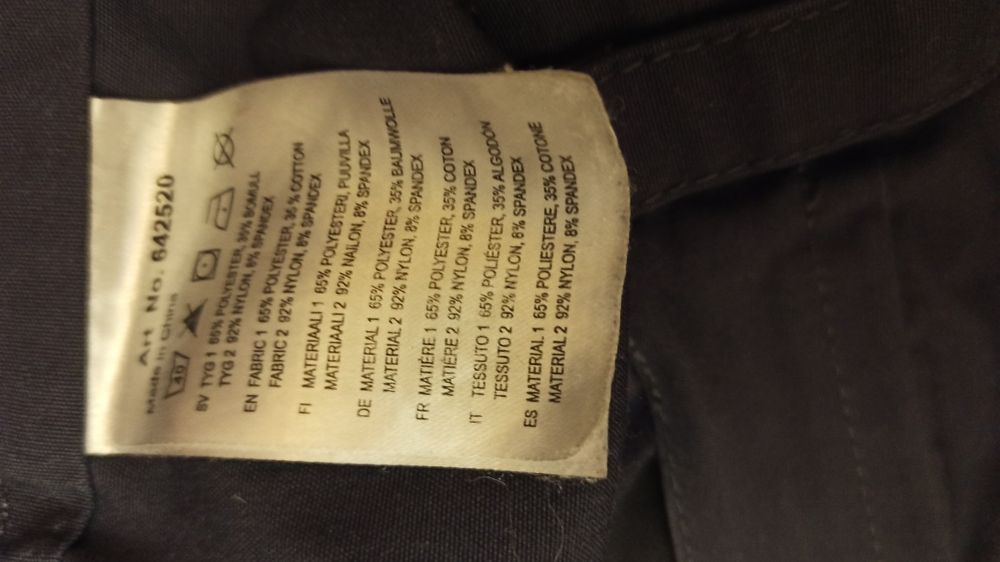 Art No. 642520
Made in China
40
SV TYG 1 65% POLYESTER, 35% BOMULL
TYG 2 92% NYLON, 8% SPANDEX
EN FABRIC 1 65% POLYESTER, 35 % COTTON
FABRIC 2 92% NYLON, 8% SPANDEX
FI MATERIAALI 1 65% POLYESTERI, PUUVILLA
MATERIAALI 2 92% NAILON, 8% SPANDEX
DE MATERIAL 1 65% POLYESTER, 35% BAUMWOLLE
MATERIAL 2 92% NYLON, 8% SPANDEX
FR MATIÈRE 1 65% POLYESTER, 35% COTON
MATIÈRE 2 92% NYLON, 8% SPANDEX
IT TESSUTO 1 65% POLIÉSTER, 35% ALGODÓN
TESSUTO 2 92% NYLON, 8% SPANDEX
ES MATERIAL 1 65% POLIESTERE, 35% COTONE
MATERIAL 2 92% NYLON, 8% SPANDEX